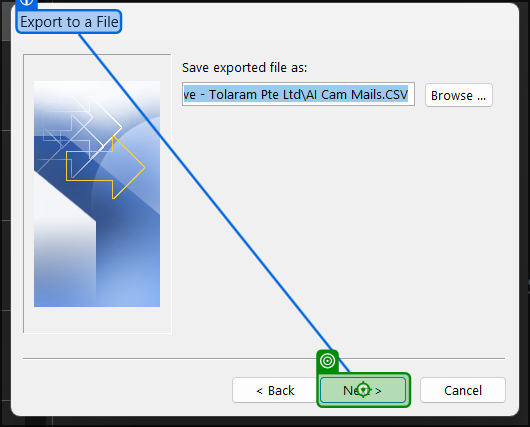 Export to a File
Save exported file as:
ve - Tolaram Pte Ltd\AI Cam Mails.CSV
Browse ...
< Back
Next >
Cancel